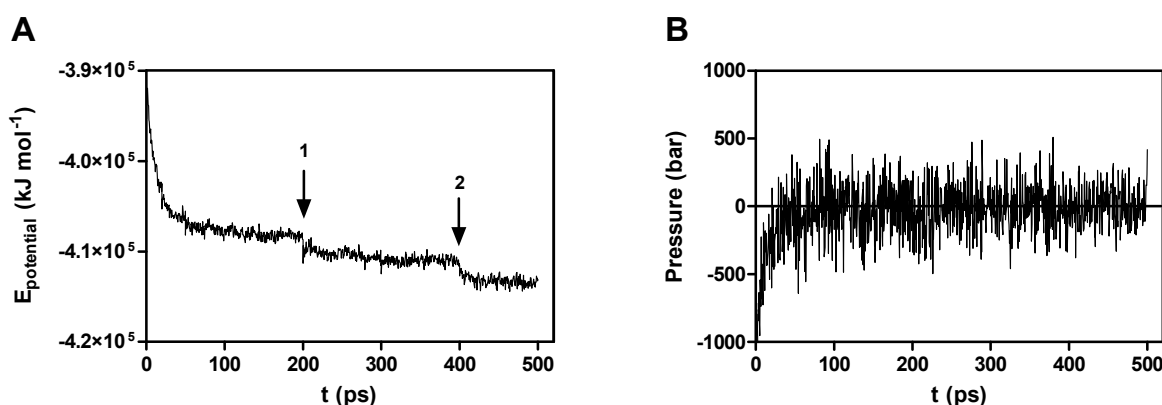 A
-3.9×10⁵
-4.0×10⁵
-4.1×10⁵
-4.2×10⁵
E_potential (kJ mol⁻¹)
1
2
0 100 200 300 400 500
t (ps)
B
1000
500
0
-500
-1000
Pressure (bar)
0 100 200 300 400 500
t (ps)